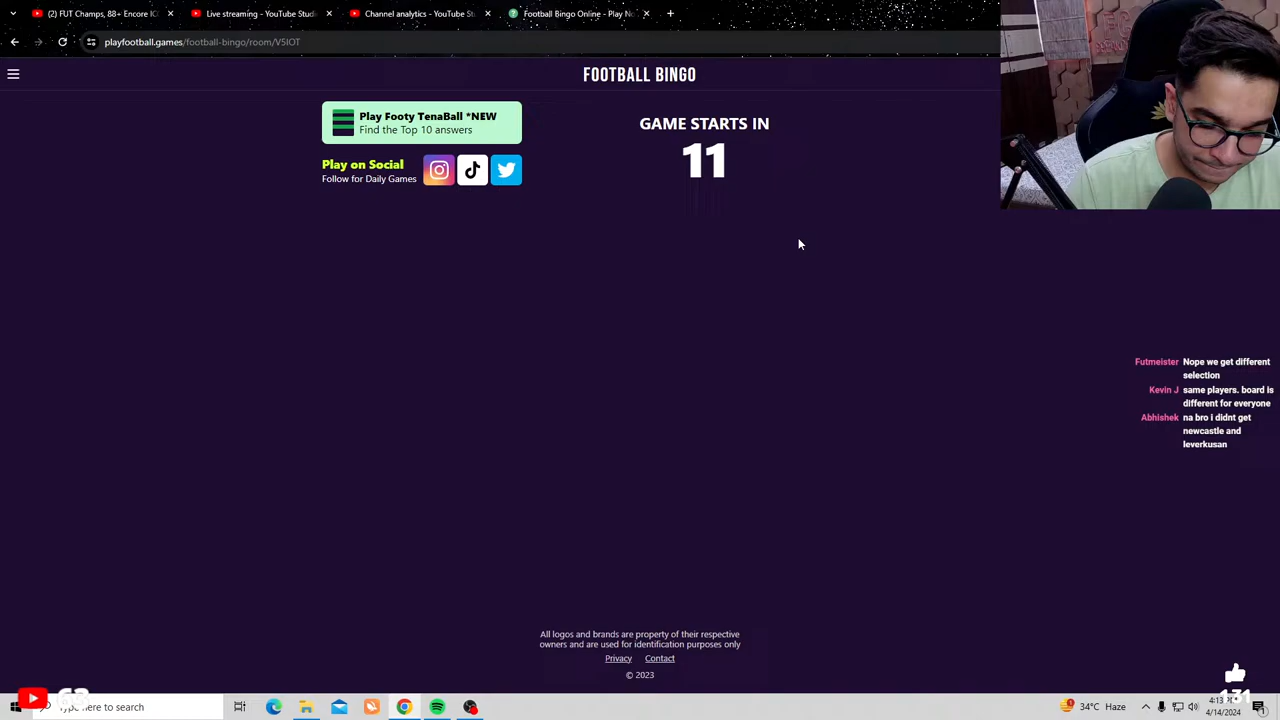 (2) FUT Champs, 88+ Encore IC
Live streaming - YouTube Studi
Channel analytics - YouTube Stu
Football Bingo Online - Play No
playfootball.games/football-bingo/room/V5IOT
FOOTBALL BINGO
Play Footy TenaBall *NEW
Find the Top 10 answers
Play on Social
Follow for Daily Games
GAME STARTS IN
11
Futmeister Nope we get different
selection
Kevin J same players. board is
different for everyone
Abhishek na bro i didnt get
newcastle and
leverkusan
All logos and brands are property of their respective
owners and are used for identification purposes only
Privacy Contact
© 2023
63
131
Type here to search
34°C Haze
4:13 P
4/14/2024